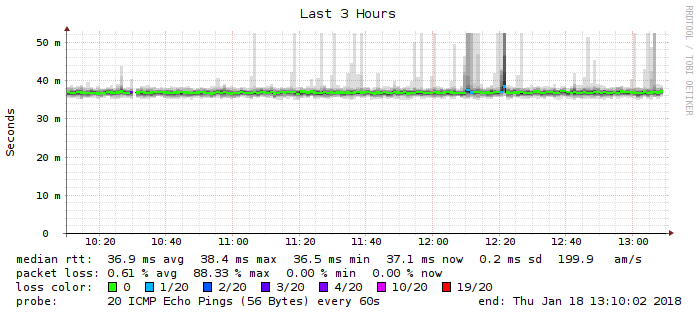 Last 3 Hours
RRDTOOL / TOBI OETIKER
Seconds
50 m
40 m
30 m
20 m
10 m
0
10:20 10:40 11:00 11:20 11:40 12:00 12:20 12:40 13:00
median rtt: 36.9 ms avg 38.4 ms max 36.5 ms min 37.1 ms now 0.2 ms sd 199.9 am/s
packet loss: 0.61 % avg 88.33 % max 0.00 % min 0.00 % now
loss color: 0 1/20 2/20 3/20 4/20 10/20 19/20
probe: 20 ICMP Echo Pings (56 Bytes) every 60s end: Thu Jan 18 13:10:02 2018